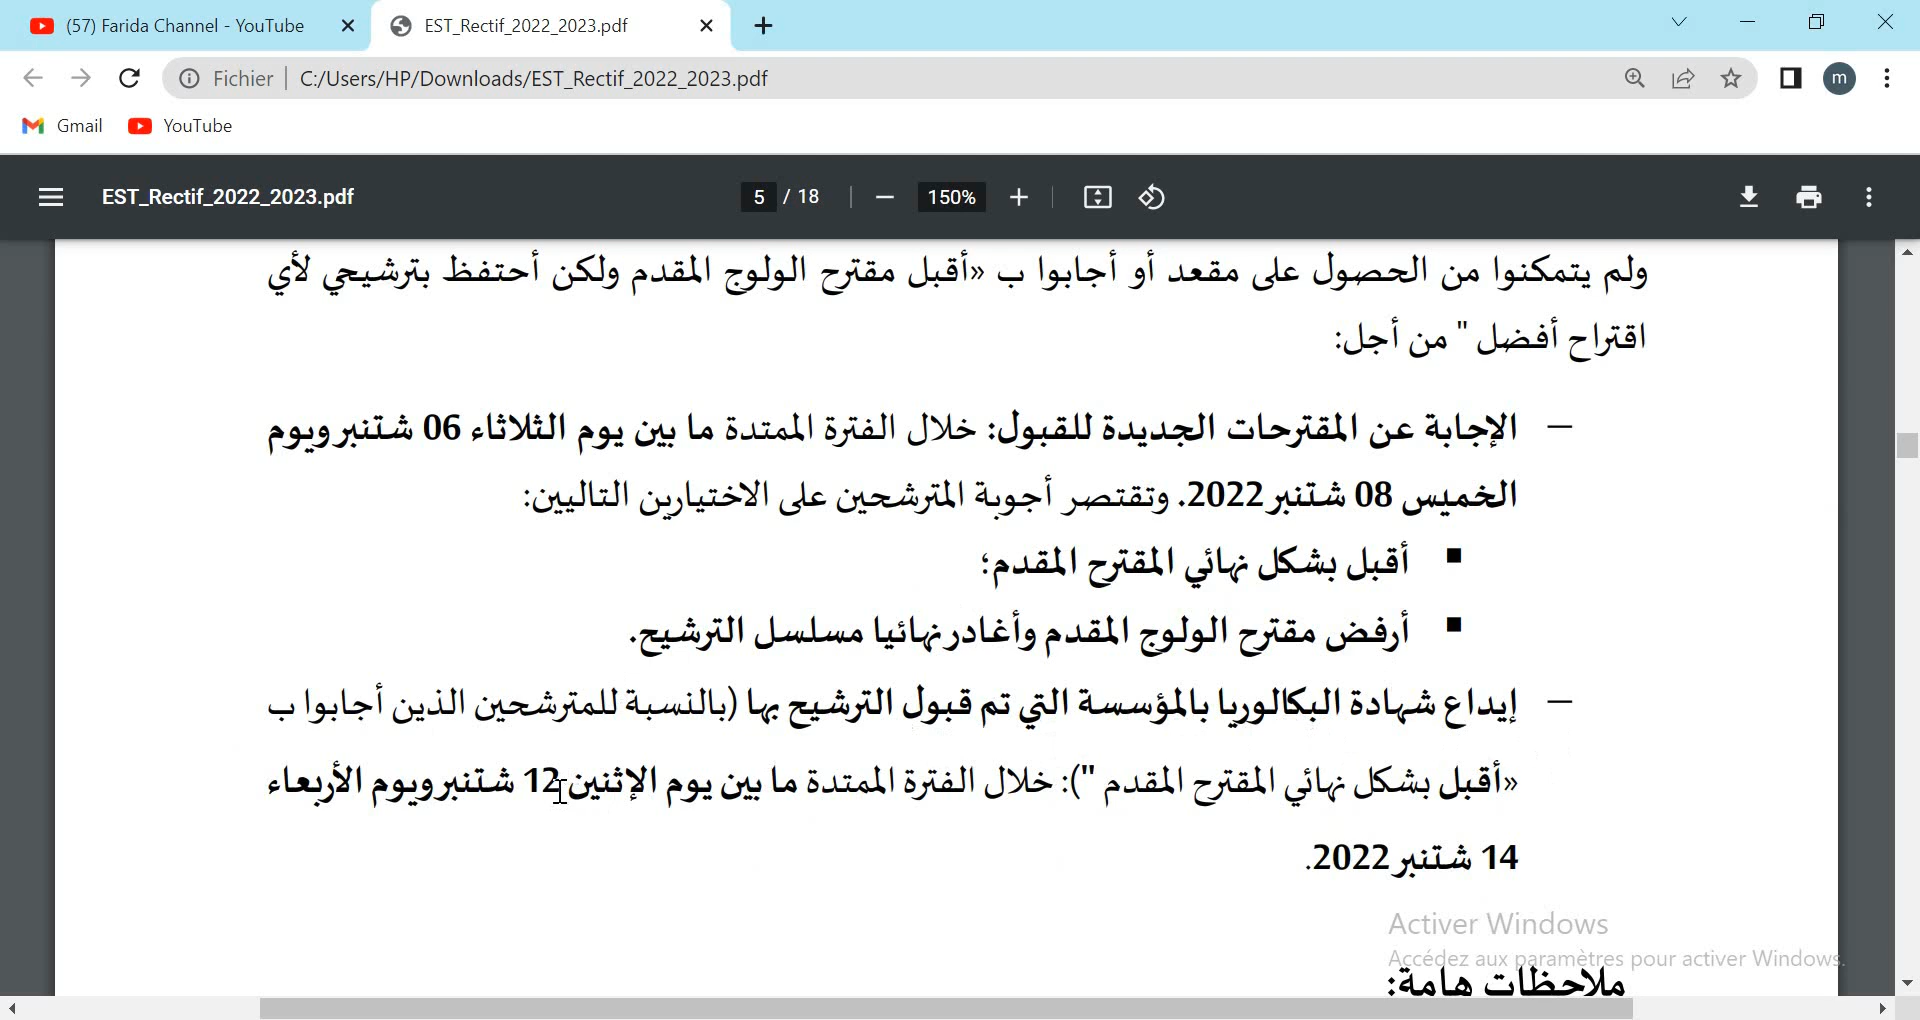 (57) Farida Channel - YouTube
EST_Rectif_2022_2023.pdf
Fichier
C:/Users/HP/Downloads/EST_Rectif_2022_2023.pdf
m
Gmail
YouTube
EST_Rectif_2022_2023.pdf
5 / 18
150%
ولم يتمكنوا من الحصول على مقعد أو أجابوا ب «أقبل مقترح الولوج المقدم ولكن أحتفظ بترشيحي لأي
اقتراح أفضل " من أجل:
– الإجابة عن المقترحات الجديدة للقبول: خلال الفترة الممتدة ما بين يوم الثلاثاء 06 شتنبر ويوم
الخميس 08 شتنبر 2022. وتقتصر أجوبة المترشحين على الاختيارين التاليين:
▪ أقبل بشكل نهائي المقترح المقدم؛
▪ أرفض مقترح الولوج المقدم وأغادر نهائيا مسلسل الترشيح.
– إيداع شهادة البكالوريا بالمؤسسة التي تم قبول الترشيح بها (بالنسبة للمترشحين الذين أجابوا ب
«أقبل بشكل نهائي المقترح المقدم "): خلال الفترة الممتدة ما بين يوم الإثنين 12 شتنبر ويوم الأربعاء
14 شتنبر 2022.
Activer Windows
Accédez aux paramètres pour activer Windows.
ملاحظات هامة: